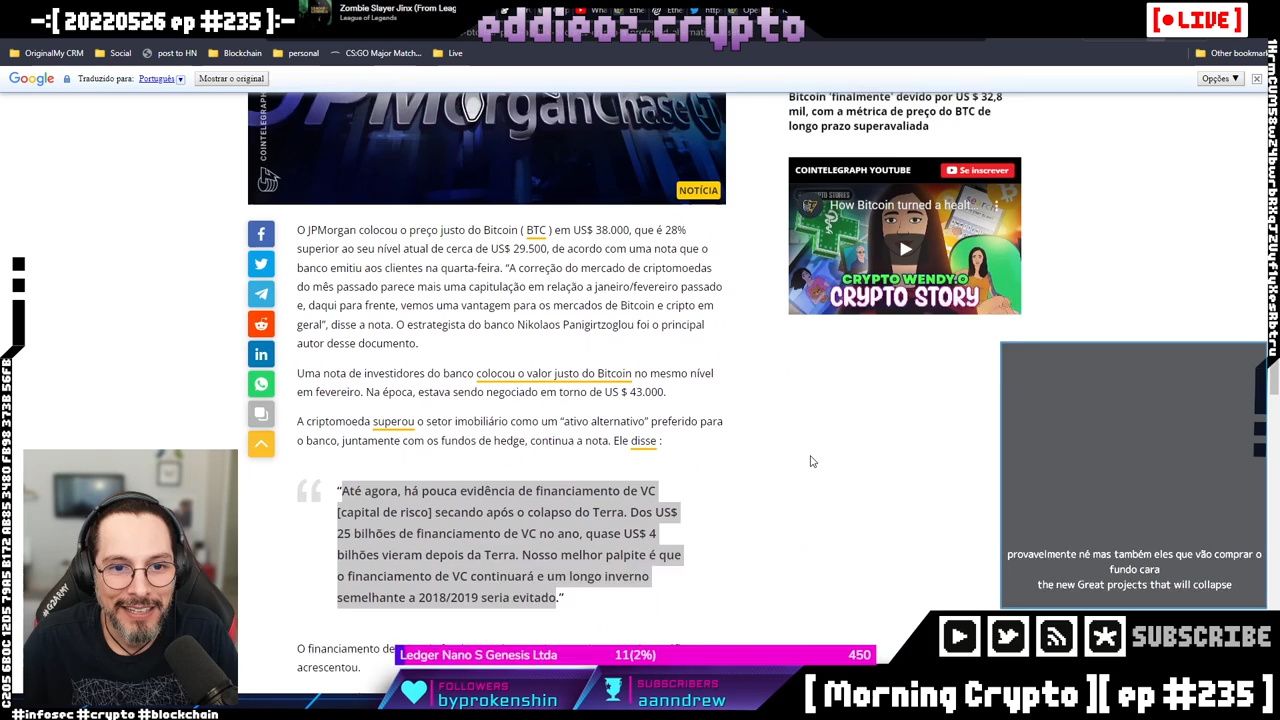 -:[ 20220526 ep #235 ]:-
Zombie Slayer Jinx (From Leag
League of Legends
eddieoz.crypto
[ LIVE ]
OriginalMy CRM
Social
post to HN
Blockchain
personal
CS:GO Major Match...
Live
Other bookmark
Google
Traduzido para: Português
Mostrar o original
Opções
COINTELEGRAPH
JPMorganChase
NOTÍCIA
Bitcoin 'finalmente' devido por US $ 32,8
mil, com a métrica de preço do BTC de
longo prazo superavaliada
COINTELEGRAPH YOUTUBE
Se inscrever
How Bitcoin turned a healt...
CRYPTO WENDY:O
CRYPTO STORY
O JPMorgan colocou o preço justo do Bitcoin ( BTC ) em US$ 38.000, que é 28%
superior ao seu nível atual de cerca de US$ 29.500, de acordo com uma nota que o
banco emitiu aos clientes na quarta-feira. “A correção do mercado de criptomoedas
do mês passado parece mais uma capitulação em relação a janeiro/fevereiro passado
e, daqui para frente, vemos uma vantagem para os mercados de Bitcoin e cripto em
geral”, disse a nota. O estrategista do banco Nikolaos Panigirtzoglou foi o principal
autor desse documento.
Uma nota de investidores do banco colocou o valor justo do Bitcoin no mesmo nível
em fevereiro. Na época, estava sendo negociado em torno de US $ 43.000.
A criptomoeda superou o setor imobiliário como um “ativo alternativo” preferido para
o banco, juntamente com os fundos de hedge, continua a nota. Ele disse :
“Até agora, há pouca evidência de financiamento de VC
[capital de risco] secando após o colapso do Terra. Dos US$
25 bilhões de financiamento de VC no ano, quase US$ 4
bilhões vieram depois da Terra. Nosso melhor palpite é que
o financiamento de VC continuará e um longo inverno
semelhante a 2018/2019 seria evitado.”
O financiamento de
acrescentou.
provavelmente né mas também eles que vão comprar o
fundo cara
the new Great projects that will collapse
Ledger Nano S Genesis Ltda
11(2%)
450
FOLLOWERS
byprokenshin
SUBSCRIBERS
aanndrew
SUBSCRIBE
[ Morning Crypto ][ ep #235 ]
#infosec #crypto #blockchain